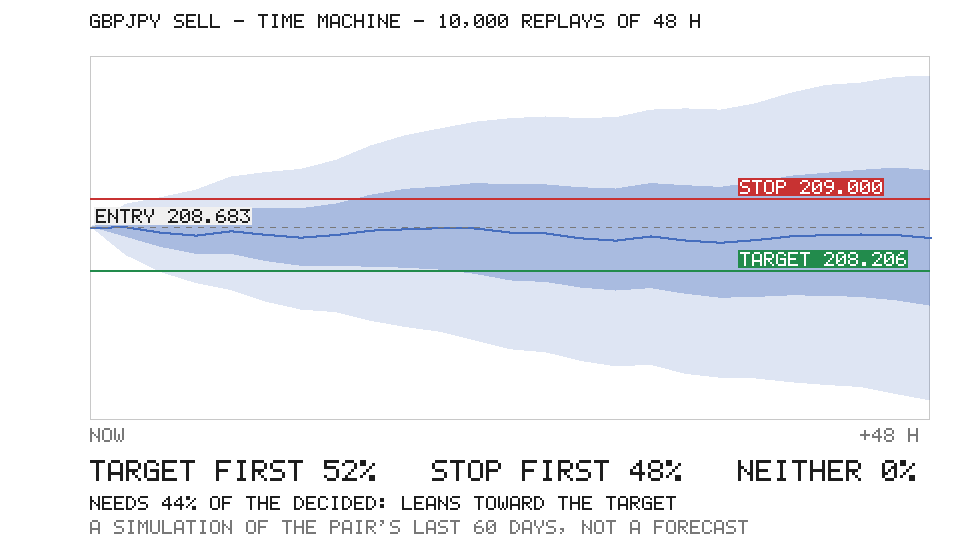 GBPJPY SELL - TIME MACHINE - 10,000 REPLAYS OF 48 H
STOP 209.000
ENTRY 208.683
TARGET 208.206
NOW +48 H
TARGET FIRST 52% STOP FIRST 48% NEITHER 0%
NEEDS 44% OF THE DECIDED: LEANS TOWARD THE TARGET
A SIMULATION OF THE PAIR'S LAST 60 DAYS, NOT A FORECAST